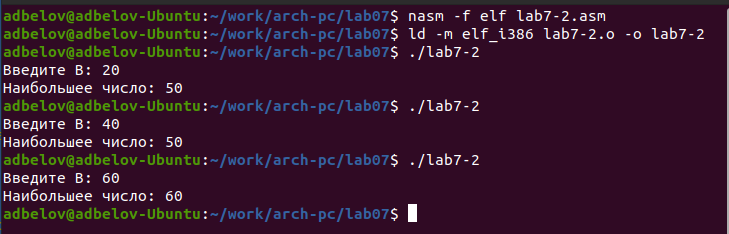 adbelov@adbelov-Ubuntu:~/work/arch-pc/lab07$ nasm -f elf lab7-2.asm
adbelov@adbelov-Ubuntu:~/work/arch-pc/lab07$ ld -m elf_i386 lab7-2.o -o lab7-2
adbelov@adbelov-Ubuntu:~/work/arch-pc/lab07$ ./lab7-2
Введите B: 20
Наибольшее число: 50
adbelov@adbelov-Ubuntu:~/work/arch-pc/lab07$ ./lab7-2
Введите B: 40
Наибольшее число: 50
adbelov@adbelov-Ubuntu:~/work/arch-pc/lab07$ ./lab7-2
Введите B: 60
Наибольшее число: 60
adbelov@adbelov-Ubuntu:~/work/arch-pc/lab07$